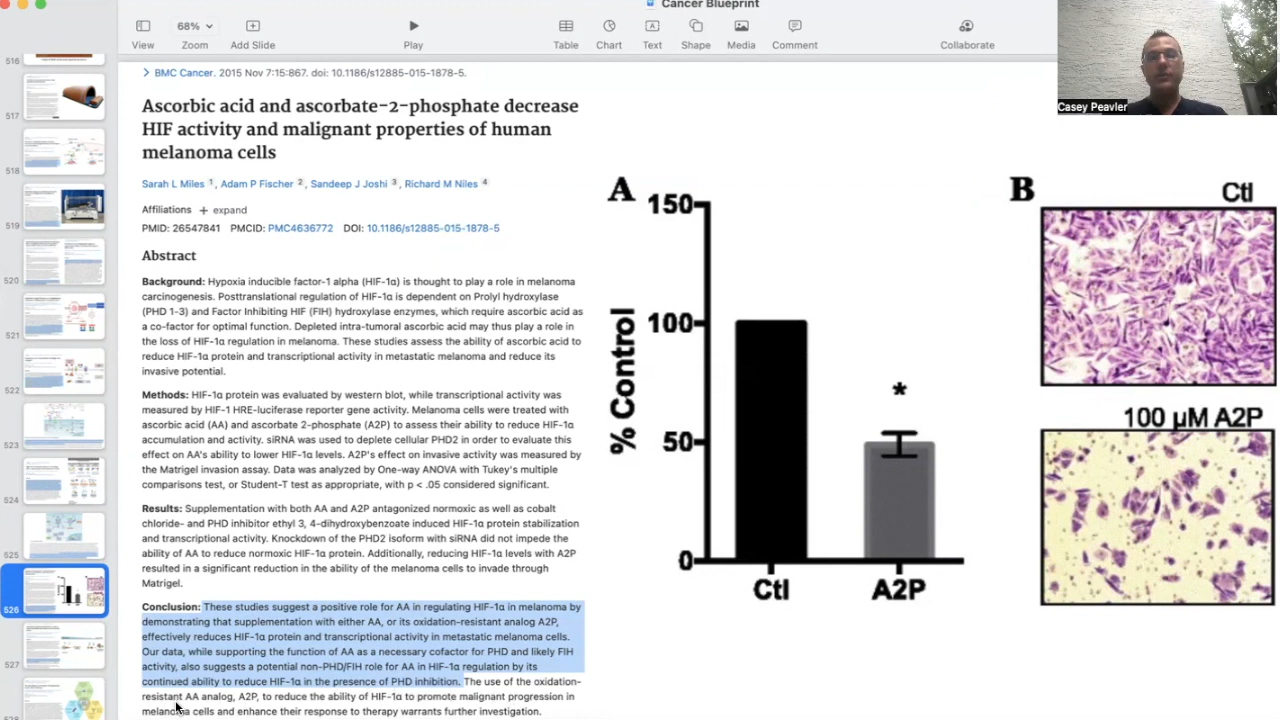 Cancer Blueprint
68%
View
Zoom
Add Slide
Play
Table
Chart
Text
Shape
Media
Comment
Collaborate
Casey Peavler
516
517
518
519
520
521
522
523
524
525
526
527
BMC Cancer. 2015 Nov 7:15:867. doi: 10.1186/s12885-015-1878-5.
Ascorbic acid and ascorbate-2-phosphate decrease
HIF activity and malignant properties of human
melanoma cells
Sarah L Miles 1, Adam P Fischer 2, Sandeep J Joshi 3, Richard M Niles 4
Affiliations + expand
PMID: 26547841 PMCID: PMC4636772 DOI: 10.1186/s12885-015-1878-5
Abstract
Background: Hypoxia inducible factor-1 alpha (HIF-1α) is thought to play a role in melanoma
carcinogenesis. Posttranslational regulation of HIF-1α is dependent on Prolyl hydroxylase
(PHD 1-3) and Factor Inhibiting HIF (FIH) hydroxylase enzymes, which require ascorbic acid as
a co-factor for optimal function. Depleted intra-tumoral ascorbic acid may thus play a role in
the loss of HIF-1α regulation in melanoma. These studies assess the ability of ascorbic acid to
reduce HIF-1α protein and transcriptional activity in metastatic melanoma and reduce its
invasive potential.
Methods: HIF-1α protein was evaluated by western blot, while transcriptional activity was
measured by HIF-1 HRE-luciferase reporter gene activity. Melanoma cells were treated with
ascorbic acid (AA) and ascorbate 2-phosphate (A2P) to assess their ability to reduce HIF-1α
accumulation and activity. siRNA was used to deplete cellular PHD2 in order to evaluate this
effect on AA's ability to lower HIF-1α levels. A2P's effect on invasive activity was measured by
the Matrigel invasion assay. Data was analyzed by One-way ANOVA with Tukey's multiple
comparisons test, or Student-T test as appropriate, with p < .05 considered significant.
Results: Supplementation with both AA and A2P antagonized normoxic as well as cobalt
chloride- and PHD inhibitor ethyl 3, 4-dihydroxybenzoate induced HIF-1α protein stabilization
and transcriptional activity. Knockdown of the PHD2 isoform with siRNA did not impede the
ability of AA to reduce normoxic HIF-1α protein. Additionally, reducing HIF-1α levels with A2P
resulted in a significant reduction in the ability of the melanoma cells to invade through
Matrigel.
Conclusion: These studies suggest a positive role for AA in regulating HIF-1α in melanoma by
demonstrating that supplementation with either AA, or its oxidation-resistant analog A2P,
effectively reduces HIF-1α protein and transcriptional activity in metastatic melanoma cells.
Our data, while supporting the function of AA as a necessary cofactor for PHD and likely FIH
activity, also suggests a potential non-PHD/FIH role for AA in HIF-1α regulation by its
continued ability to reduce HIF-1α in the presence of PHD inhibition. The use of the oxidation-
resistant AA analog, A2P, to reduce the ability of HIF-1α to promote malignant progression in
melanoma cells and enhance their response to therapy warrants further investigation.
A
150
100
50
0
% Control
*
Ctl
A2P
B
Ctl
100 µM A2P